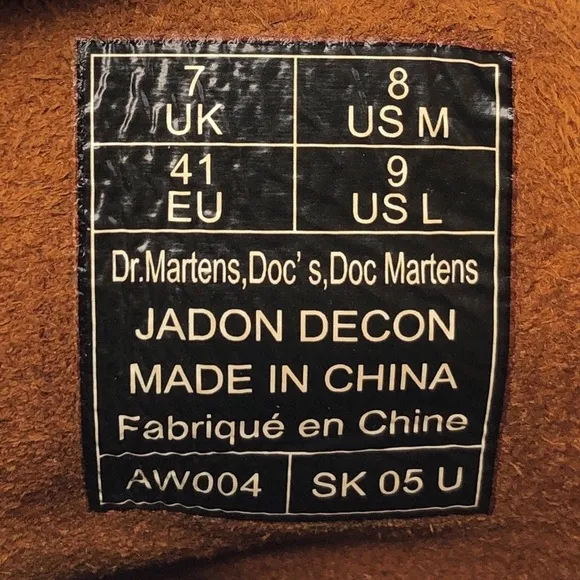 7
UK
8
US M
41
EU
9
US L
Dr.Martens,Doc's,Doc Martens
JADON DECON
MADE IN CHINA
Fabriqué en Chine
AW004
SK 05 U